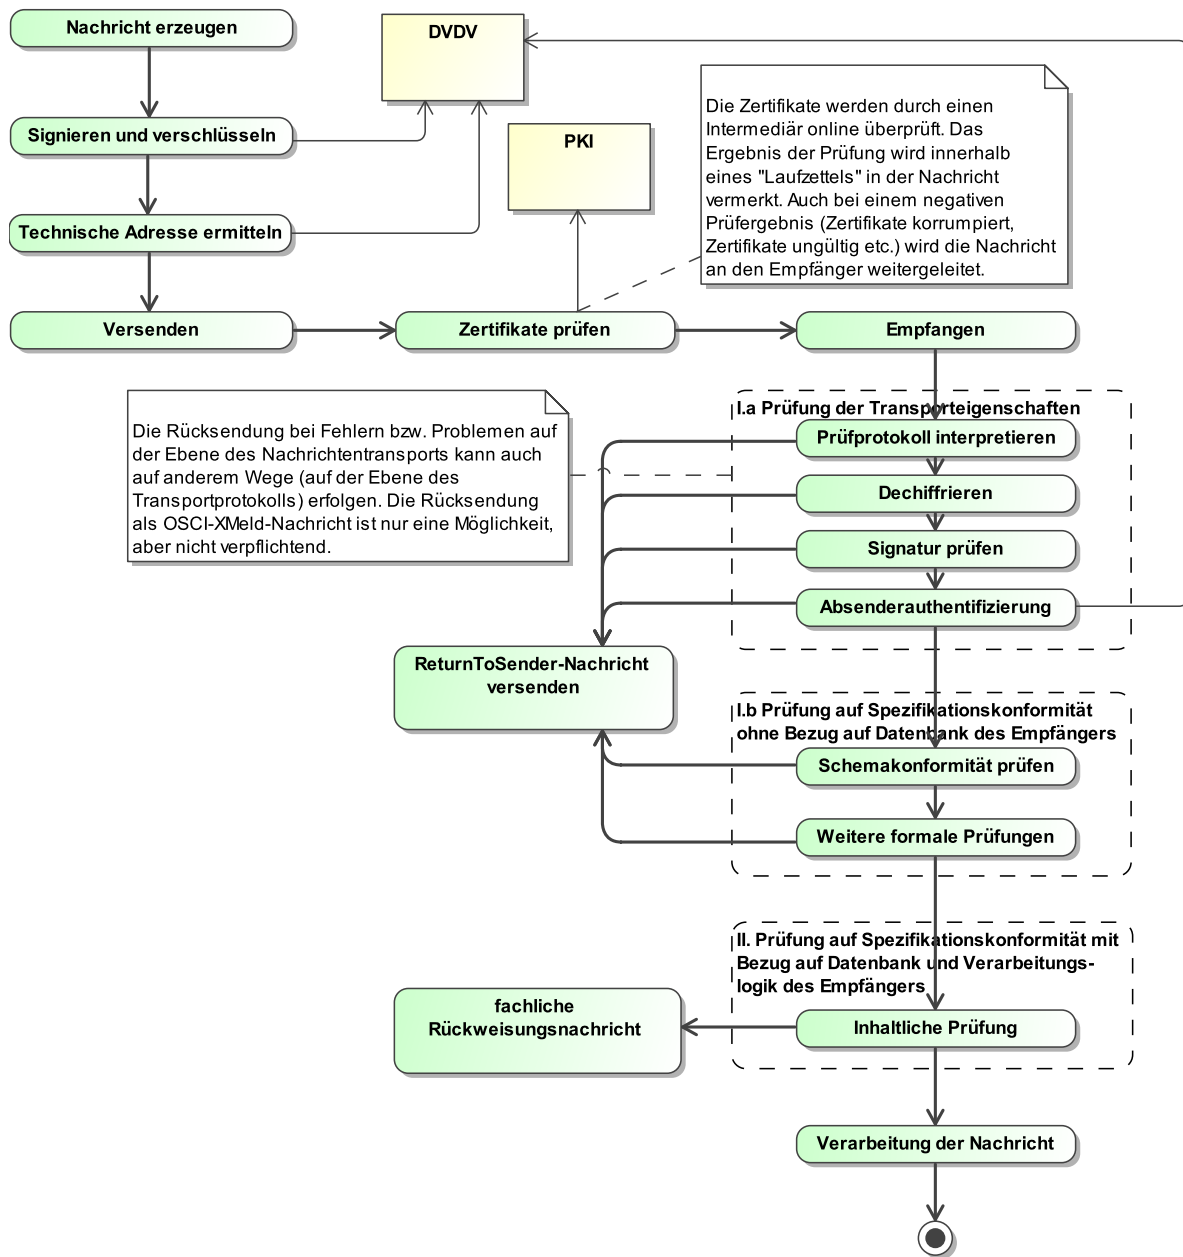 Nachricht erzeugen
DVDV
Signieren und verschlüsseln
PKI
Die Zertifikate werden durch einen
Intermediär online überprüft. Das
Ergebnis der Prüfung wird innerhalb
eines "Laufzettels" in der Nachricht
vermerkt. Auch bei einem negativen
Prüfergebnis (Zertifikate korrumpiert,
Zertifikate ungültig etc.) wird die Nachricht
an den Empfänger weitergeleitet.
Technische Adresse ermitteln
Versenden
Zertifikate prüfen
Empfangen
Die Rücksendung bei Fehlern bzw. Problemen auf
der Ebene des Nachrichtentransports kann auch
auf anderem Wege (auf der Ebene des
Transportprotokolls) erfolgen. Die Rücksendung
als OSCI-XMeld-Nachricht ist nur eine Möglichkeit,
aber nicht verpflichtend.
I.a Prüfung der Transporteigenschaften
Prüfprotokoll interpretieren
Dechiffrieren
Signatur prüfen
Absenderauthentifizierung
ReturnToSender-Nachricht
versenden
I.b Prüfung auf Spezifikationskonformität
ohne Bezug auf Datenbank des Empfängers
Schemakonformität prüfen
Weitere formale Prüfungen
II. Prüfung auf Spezifikationskonformität mit
Bezug auf Datenbank und Verarbeitungs-
logik des Empfängers
fachliche
Rückweisungsnachricht
Inhaltliche Prüfung
Verarbeitung der Nachricht